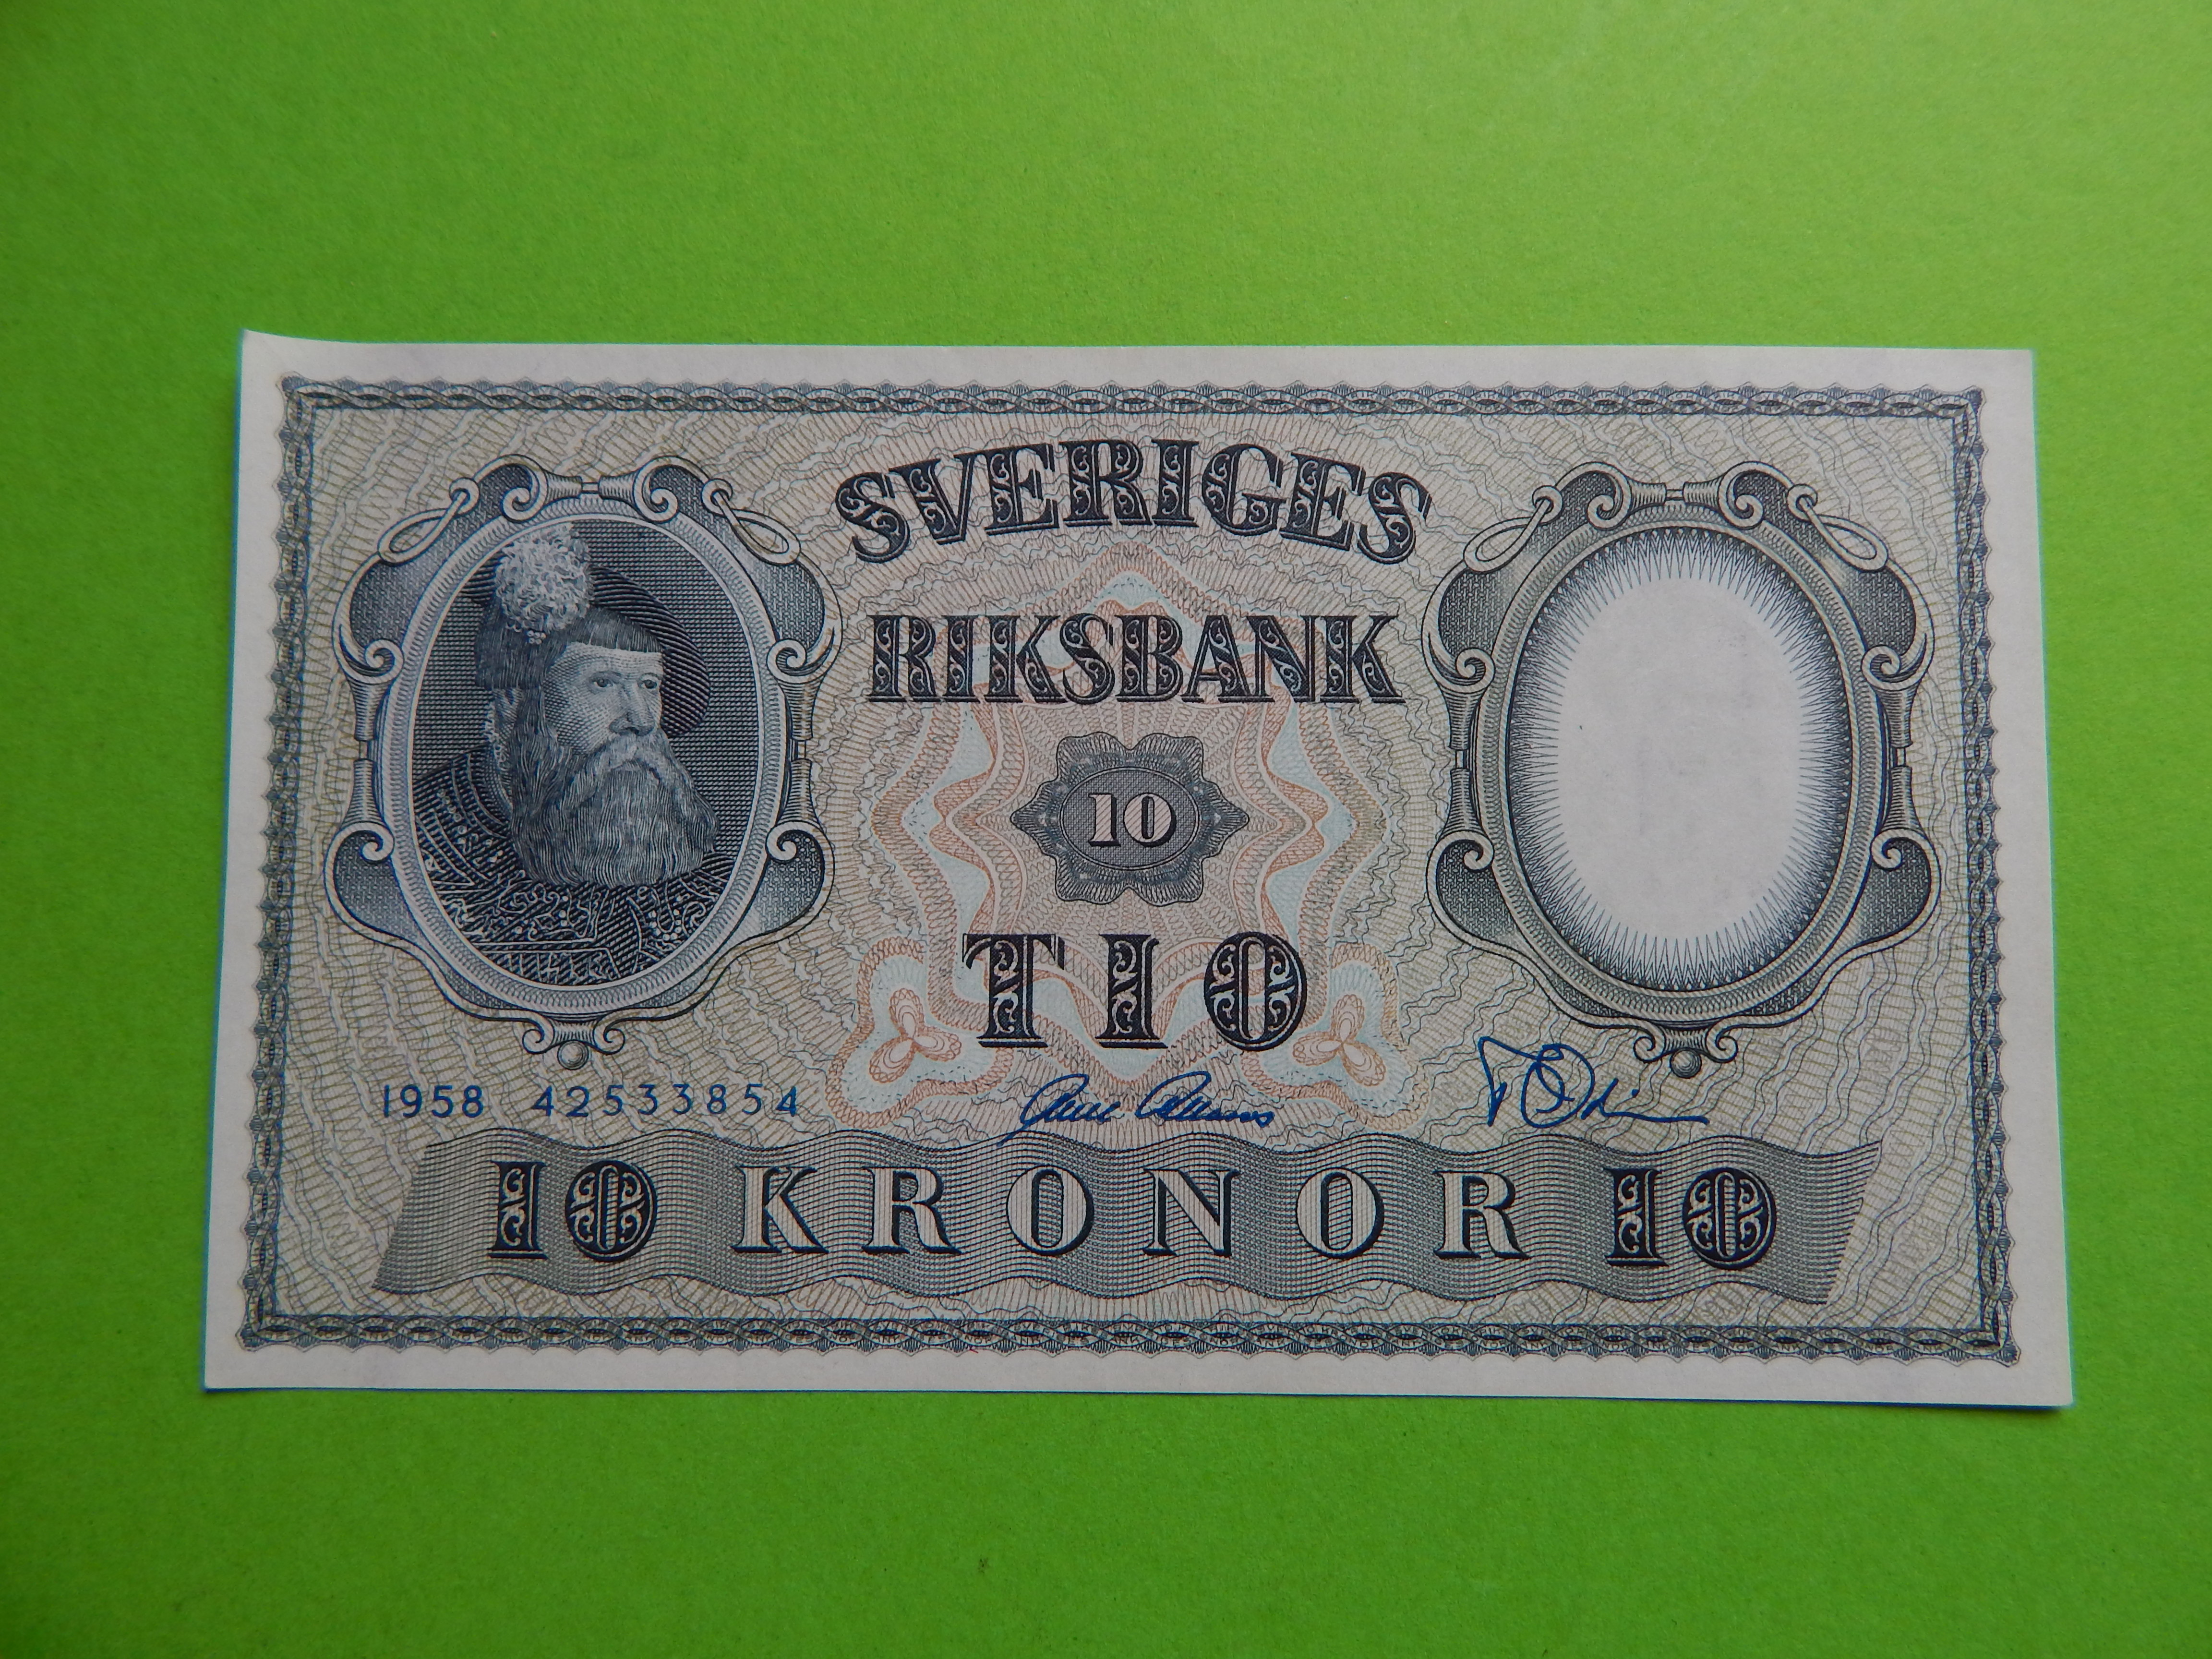 SVERIGES
RIKSBANK
10
TIO
1958 42533854
10 KRONOR 10